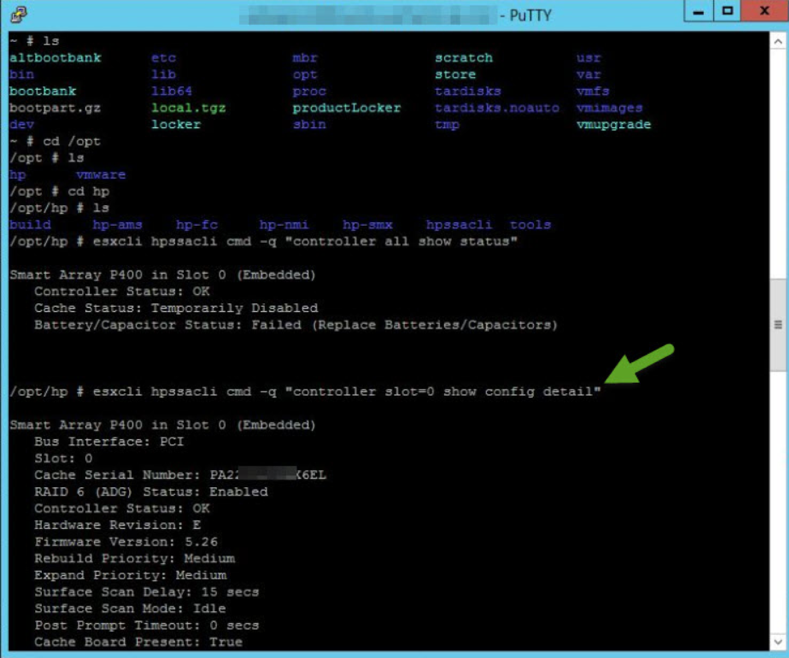 - PuTTY
~ # ls
altbootbank etc mbr scratch usr
bin lib opt store var
bootbank lib64 proc tardisks vmfs
bootpart.gz local.tgz productLocker tardisks.noauto vmimages
dev locker sbin tmp vmupgrade
~ # cd /opt
/opt # ls
hp vmware
/opt # cd hp
/opt/hp # ls
build hp-ams hp-fc hp-nmi hp-smx hpssacli tools
/opt/hp # esxcli hpssacli cmd -q "controller all show status"
Smart Array P400 in Slot 0 (Embedded)
Controller Status: OK
Cache Status: Temporarily Disabled
Battery/Capacitor Status: Failed (Replace Batteries/Capacitors)
/opt/hp # esxcli hpssacli cmd -q "controller slot=0 show config detail"
Smart Array P400 in Slot 0 (Embedded)
Bus Interface: PCI
Slot: 0
Cache Serial Number: PA22 K6EL
RAID 6 (ADG) Status: Enabled
Controller Status: OK
Hardware Revision: E
Firmware Version: 5.26
Rebuild Priority: Medium
Expand Priority: Medium
Surface Scan Delay: 15 secs
Surface Scan Mode: Idle
Post Prompt Timeout: 0 secs
Cache Board Present: True